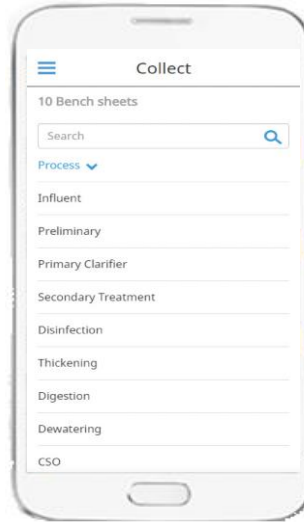 Collect
10 Bench sheets
Search
Process
Influent
Preliminary
Primary Clarifier
Secondary Treatment
Disinfection
Thickening
Digestion
Dewatering
CSO